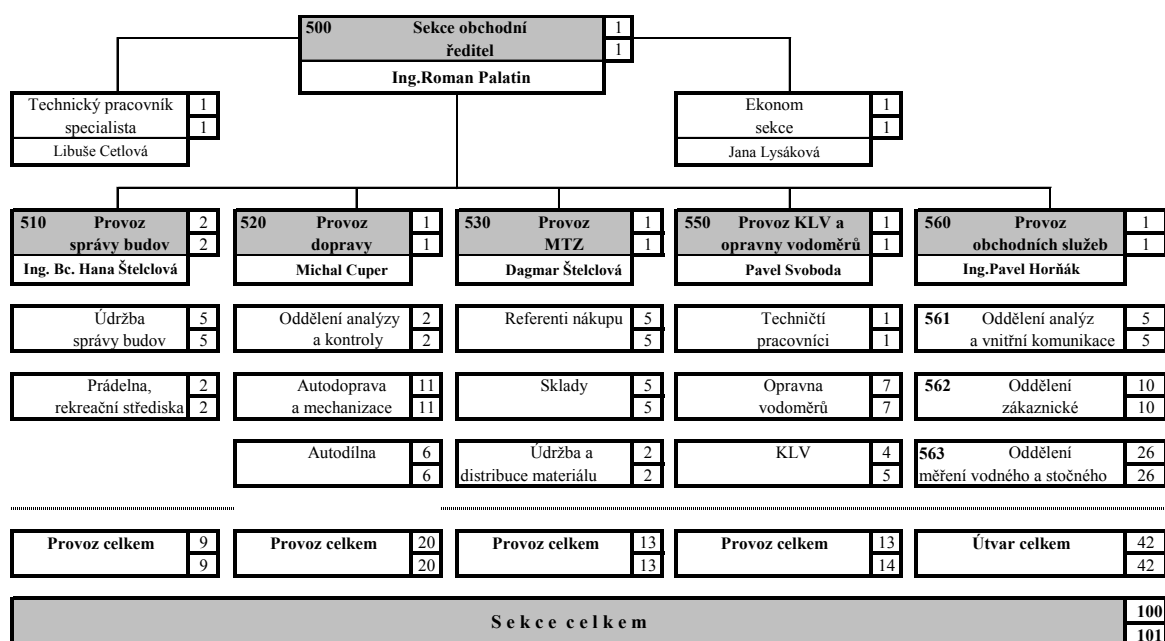 500 Sekce obchodní 1
ředitel 1
Ing.Roman Palatin
Technický pracovník 1
specialista 1
Libuše Cetlová
Ekonom 1
sekce 1
Jana Lysáková
510 Provoz 2
správy budov 2
Ing. Bc. Hana Štelclová
520 Provoz 1
dopravy 1
Michal Cuper
530 Provoz 1
MTZ 1
Dagmar Štelclová
550 Provoz KLV a 1
opravny vodoměrů 1
Pavel Svoboda
560 Provoz 1
obchodních služeb 1
Ing.Pavel Horňák
Údržba 5
správy budov 5
Oddělení analýzy 2
a kontroly 2
Referenti nákupu 5
5
Techničtí 1
pracovníci 1
561 Oddělení analýz 5
a vnitřní komunikace 5
Prádelna, 2
rekreační střediska 2
Autodoprava 11
a mechanizace 11
Sklady 5
5
Opravna 7
vodoměrů 7
562 Oddělení 10
zákaznické 10
Autodílna 6
6
Údržba a 2
distribuce materiálu 2
KLV 4
5
563 Oddělení 26
měření vodného a stočného 26
Provoz celkem 9
9
Provoz celkem 20
20
Provoz celkem 13
13
Provoz celkem 13
14
Útvar celkem 42
42
Sekce celkem 100
101